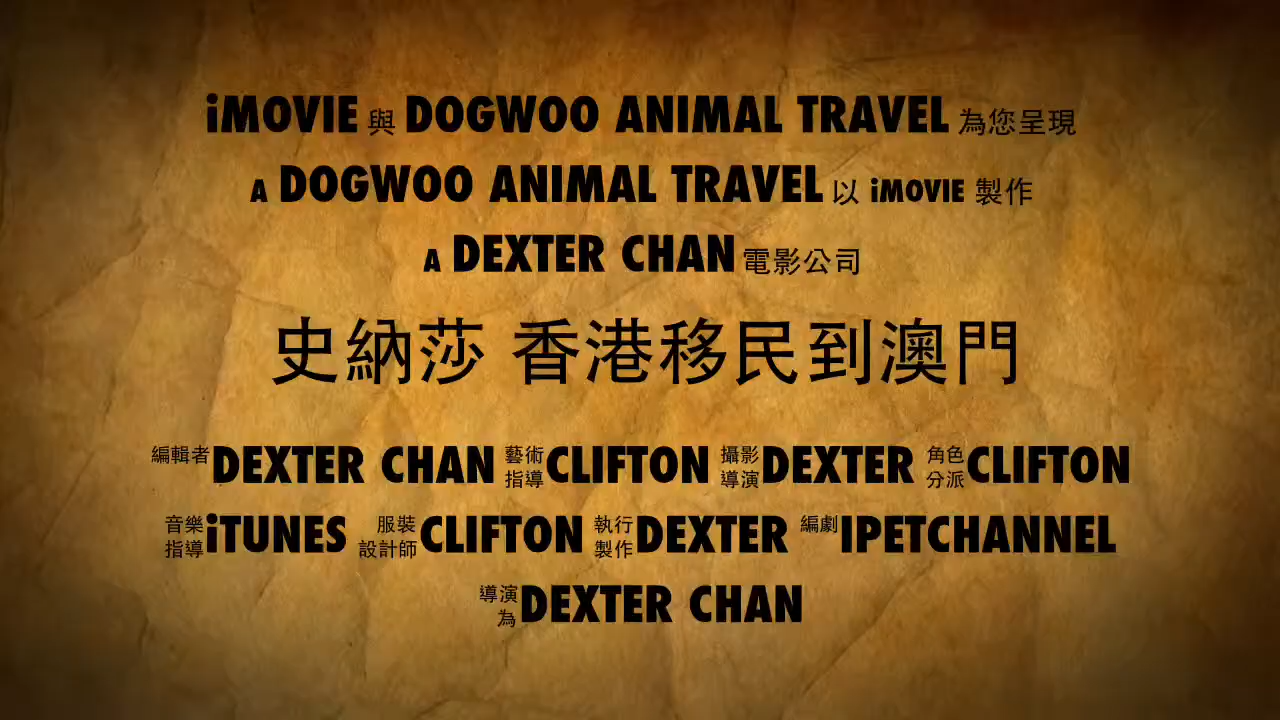 iMOVIE 與 DOGWOO ANIMAL TRAVEL 為您呈現
A DOGWOO ANIMAL TRAVEL 以 iMOVIE 製作
A DEXTER CHAN 電影公司
史納莎 香港移民到澳門
編輯者 DEXTER CHAN 藝術指導 CLIFTON 攝影導演 DEXTER 角色分派 CLIFTON
音樂指導 iTUNES 服裝設計師 CLIFTON 執行製作 DEXTER 編劇 IPETCHANNEL
導演為 DEXTER CHAN